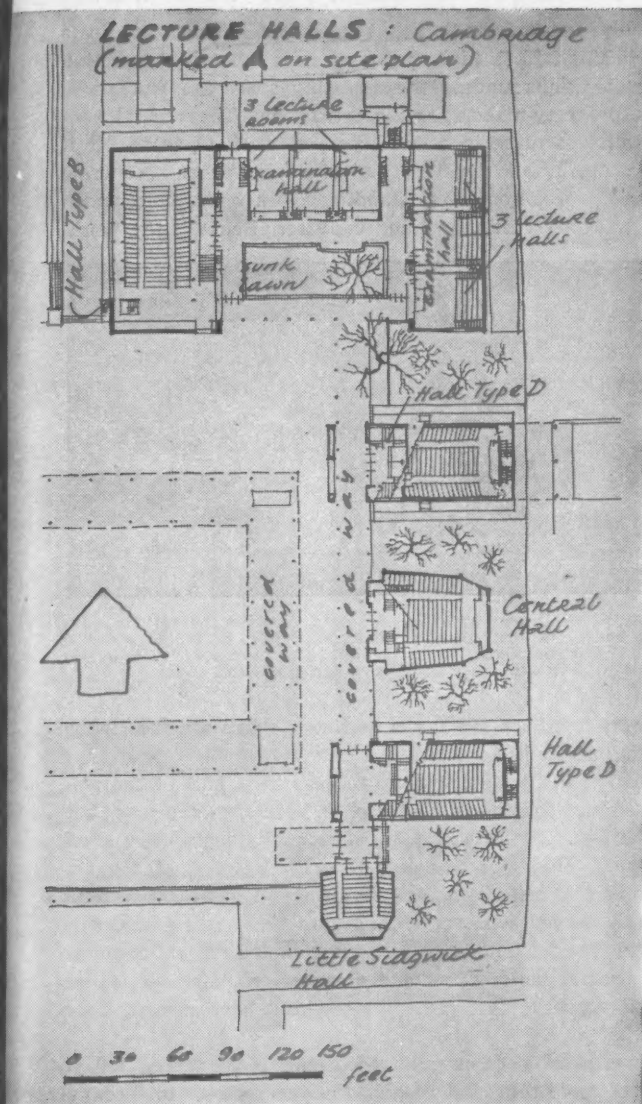 LECTURE HALLS : Cambridge
(marked A on site plan)
3 lecture
rooms
Examination
hall
Hall Type B
Examination
hall
3 lecture
halls
sunk
lawn
Hall Type D
covered way
covered
way
Central
Hall
Hall
Type D
Little Sidgwick
Hall
0 30 60 90 120 150
feet